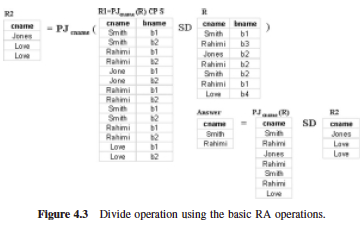 R2
cname
Jones
Love
Love
= PJ cname (
R1=PJcname (R) CP S
cname bname
Smith b1
Smith b2
Rahimi b1
Rahimi b2
Jone b1
Jone b2
Rahimi b1
Rahimi b2
Smith b1
Smith b2
Rahimi b1
Rahimi b2
Love b1
Love b2
SD
R
cname bname
Smith b1
Rahimi b3
Jones b2
Rahimi b2
Smith b2
Rahimi b1
Love b4
)
Answer
cname
Smith
Rahimi
=
PJ cname (R)
cname
Smith
Rahimi
Jones
Rahimi
Smith
Rahimi
Love
SD
R2
cname
Jones
Love
Love
Figure 4.3 Divide operation using the basic RA operations.